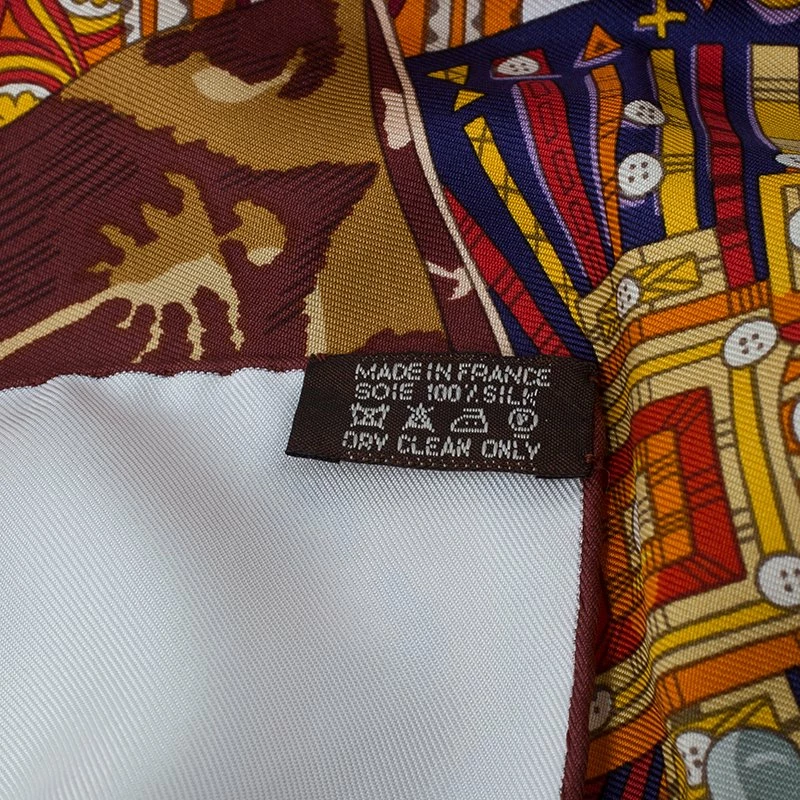 MADE IN FRANCE
SOIE 100% SILK
DRY CLEAN ONLY